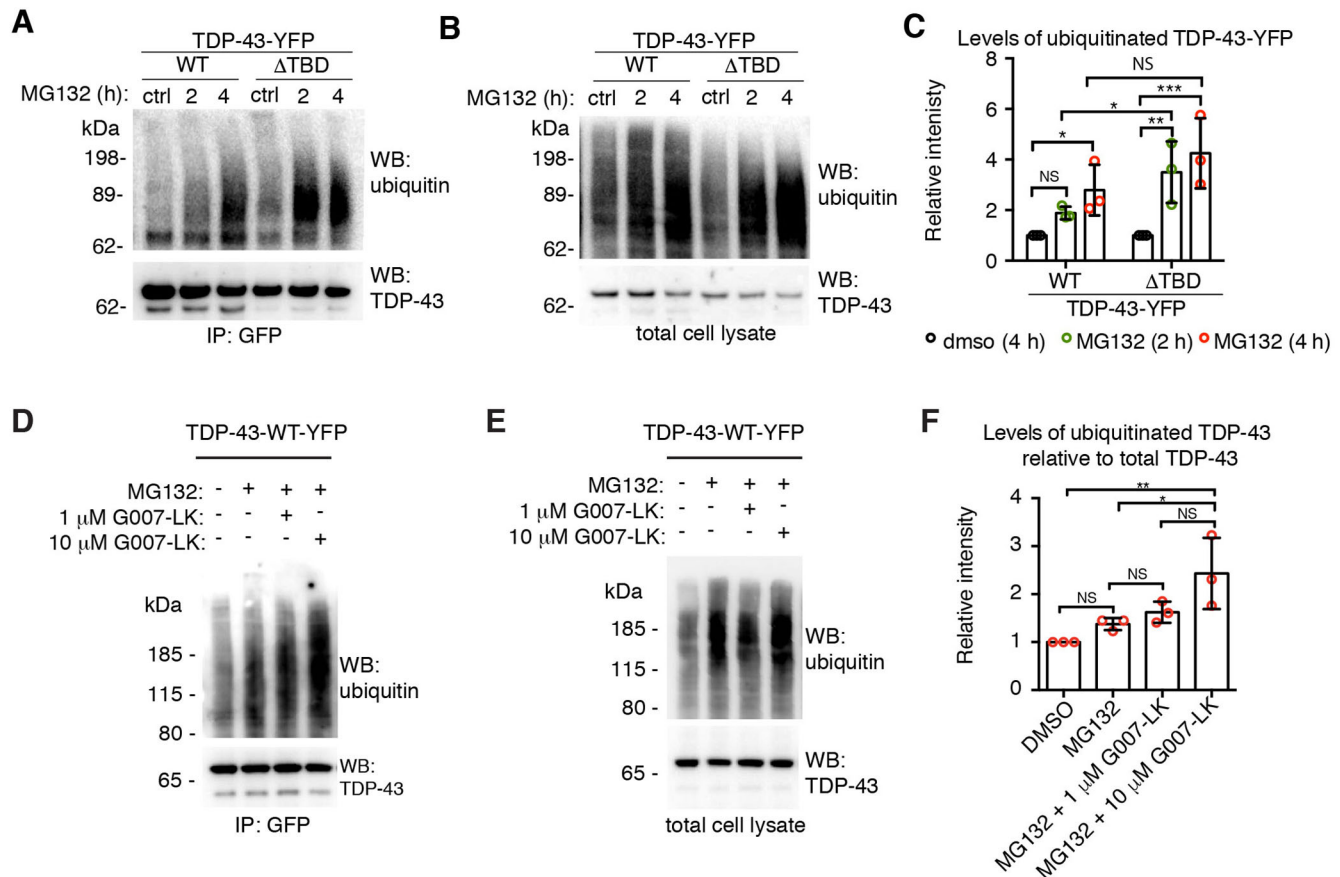 A
TDP-43-YFP
WT ΔTBD
MG132 (h): ctrl 2 4 ctrl 2 4
kDa
198-
89-
62-
WB:
ubiquitin
62-
WB:
TDP-43
IP: GFP
B
TDP-43-YFP
WT ΔTBD
MG132 (h): ctrl 2 4 ctrl 2 4
kDa
198-
89-
62-
WB:
ubiquitin
62-
WB:
TDP-43
total cell lysate
C
Levels of ubiquitinated TDP-43-YFP
Relative intenisty
8
6
4
2
0
NS
***
*
**
*
NS
WT ΔTBD
TDP-43-YFP
dmso (4 h) MG132 (2 h) MG132 (4 h)
D
TDP-43-WT-YFP
MG132: - + + +
1 μM G007-LK: - - + -
10 μM G007-LK: - - - +
kDa
185 -
115 -
80 -
WB:
ubiquitin
65 -
WB:
TDP-43
IP: GFP
E
TDP-43-WT-YFP
MG132: - + + +
1 μM G007-LK: - - + -
10 μM G007-LK: - - - +
kDa
185 -
115 -
80 -
WB:
ubiquitin
65 -
WB:
TDP-43
total cell lysate
F
Levels of ubiquitinated TDP-43
relative to total TDP-43
Relative intensity
4
3
2
1
0
**
*
NS
NS
NS
DMSO
MG132
MG132 + 1 μM G007-LK
MG132 + 10 μM G007-LK